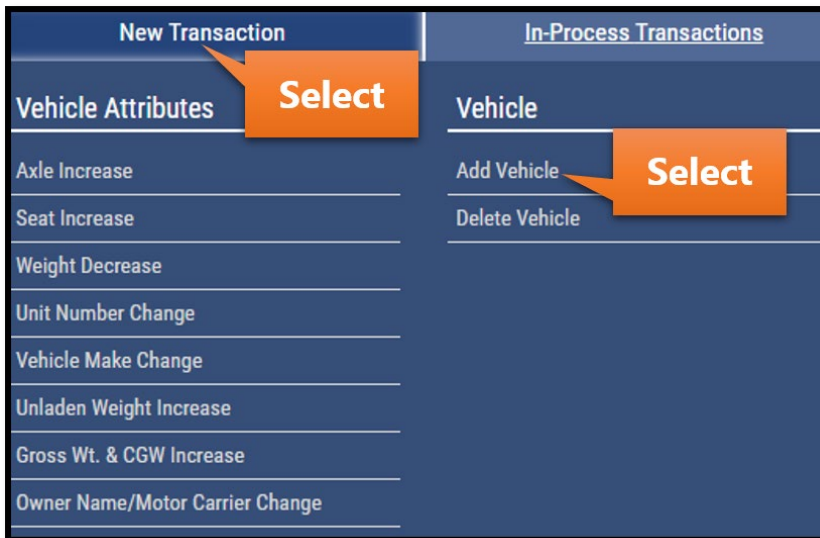 New Transaction
In-Process Transactions
Select
Vehicle Attributes
Axle Increase
Seat Increase
Weight Decrease
Unit Number Change
Vehicle Make Change
Unladen Weight Increase
Gross Wt. & CGW Increase
Owner Name/Motor Carrier Change
Vehicle
Add Vehicle
Select
Delete Vehicle